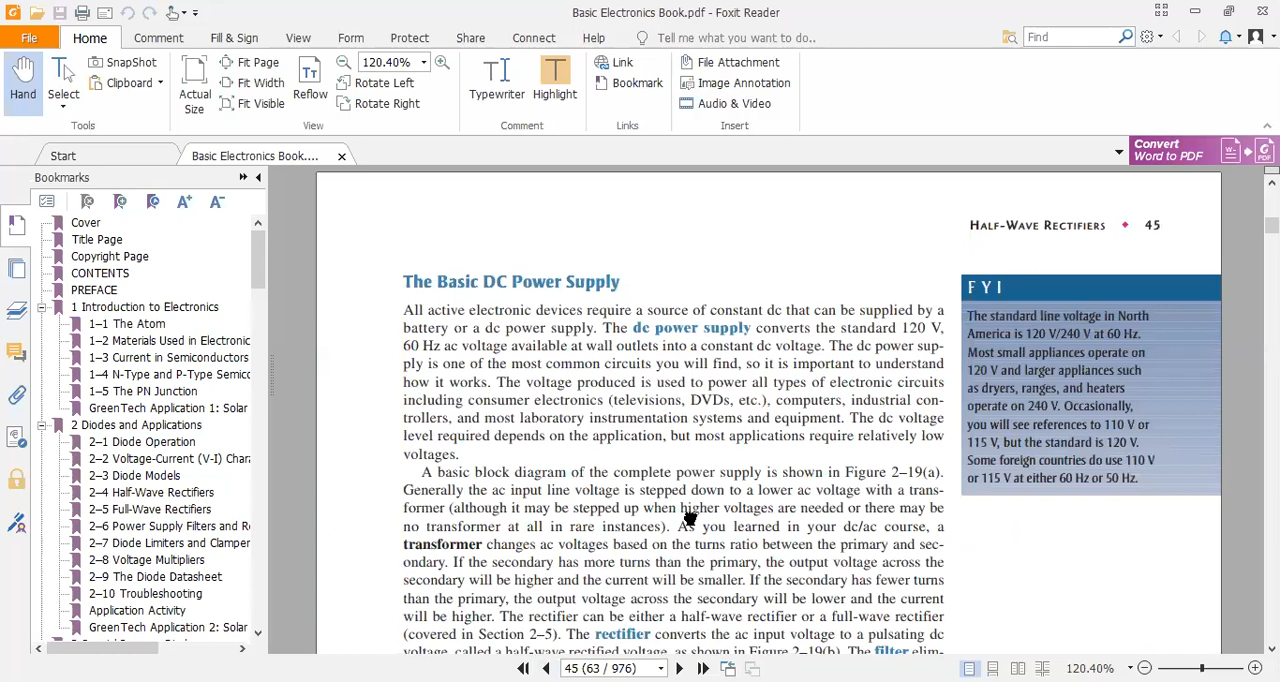 Basic Electronics Book.pdf - Foxit Reader
File
Home
Comment
Fill & Sign
View
Form
Protect
Share
Connect
Help
Tell me what you want to do..
Find
Hand
Select
SnapShot
Clipboard
Tools
Actual
Size
Fit Page
Fit Width
Fit Visible
Reflow
120.40%
Rotate Left
Rotate Right
View
Typewriter
Highlight
Comment
Link
Bookmark
Links
File Attachment
Image Annotation
Audio & Video
Insert
Start
Basic Electronics Book....
Convert
Word to PDF
Bookmarks
Cover
Title Page
Copyright Page
CONTENTS
PREFACE
1 Introduction to Electronics
1–1 The Atom
1–2 Materials Used in Electronic
1–3 Current in Semiconductors
1–4 N-Type and P-Type Semico
1–5 The PN Junction
GreenTech Application 1: Solar
2 Diodes and Applications
2–1 Diode Operation
2–2 Voltage-Current (V-I) Chara
2–3 Diode Models
2–4 Half-Wave Rectifiers
2–5 Full-Wave Rectifiers
2–6 Power Supply Filters and Re
2–7 Diode Limiters and Clamper
2–8 Voltage Multipliers
2–9 The Diode Datasheet
2–10 Troubleshooting
Application Activity
GreenTech Application 2: Solar
HALF-WAVE RECTIFIERS ◆ 45
The Basic DC Power Supply
All active electronic devices require a source of constant dc that can be supplied by a
battery or a dc power supply. The dc power supply converts the standard 120 V,
60 Hz ac voltage available at wall outlets into a constant dc voltage. The dc power sup-
ply is one of the most common circuits you will find, so it is important to understand
how it works. The voltage produced is used to power all types of electronic circuits
including consumer electronics (televisions, DVDs, etc.), computers, industrial con-
trollers, and most laboratory instrumentation systems and equipment. The dc voltage
level required depends on the application, but most applications require relatively low
voltages.
A basic block diagram of the complete power supply is shown in Figure 2–19(a).
Generally the ac input line voltage is stepped down to a lower ac voltage with a trans-
former (although it may be stepped up when higher voltages are needed or there may be
no transformer at all in rare instances). As you learned in your dc/ac course, a
transformer changes ac voltages based on the turns ratio between the primary and sec-
ondary. If the secondary has more turns than the primary, the output voltage across the
secondary will be higher and the current will be smaller. If the secondary has fewer turns
than the primary, the output voltage across the secondary will be lower and the current
will be higher. The rectifier can be either a half-wave rectifier or a full-wave rectifier
(covered in Section 2–5). The rectifier converts the ac input voltage to a pulsating dc
voltage, called a half-wave rectified voltage, as shown in Figure 2–19(b). The filter elim-
FYI
The standard line voltage in North
America is 120 V/240 V at 60 Hz.
Most small appliances operate on
120 V and larger appliances such
as dryers, ranges, and heaters
operate on 240 V. Occasionally,
you will see references to 110 V or
115 V, but the standard is 120 V.
Some foreign countries do use 110 V
or 115 V at either 60 Hz or 50 Hz.
45 (63 / 976)
120.40%